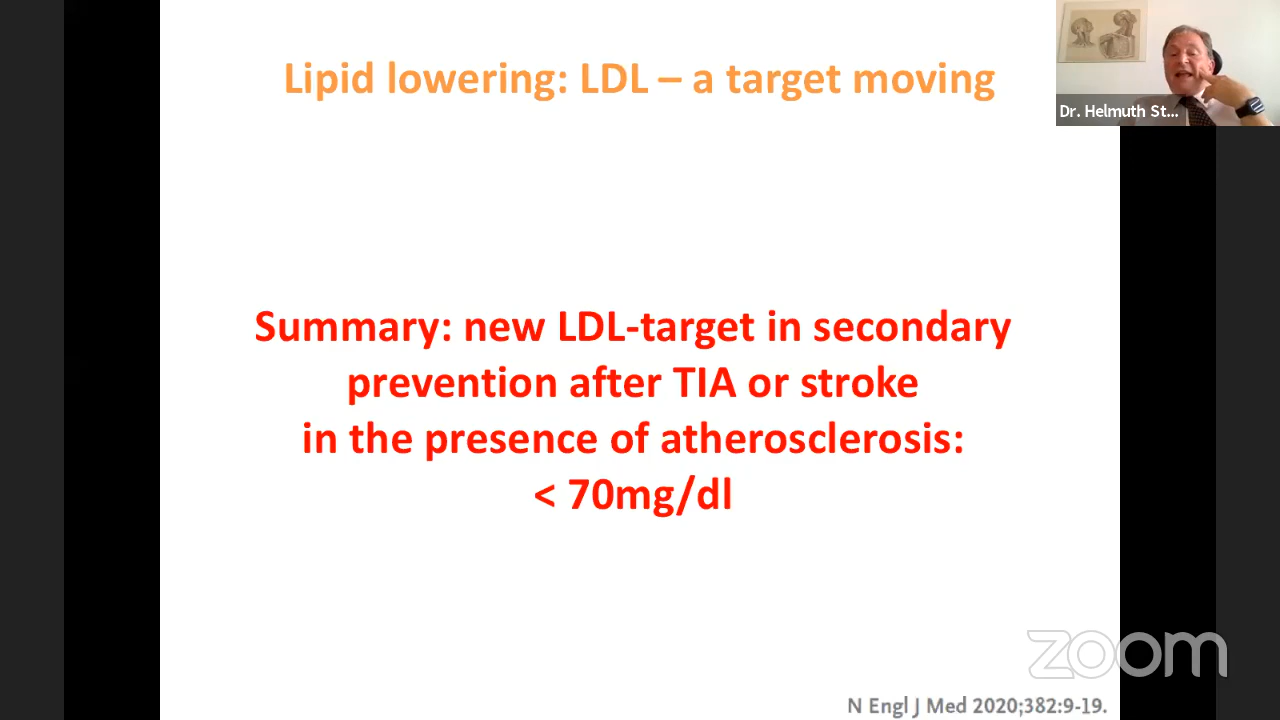 Lipid lowering: LDL – a target moving
Dr. Helmuth St...
Summary: new LDL-target in secondary
prevention after TIA or stroke
in the presence of atherosclerosis:
< 70mg/dl
zoom
N Engl J Med 2020;382:9-19.